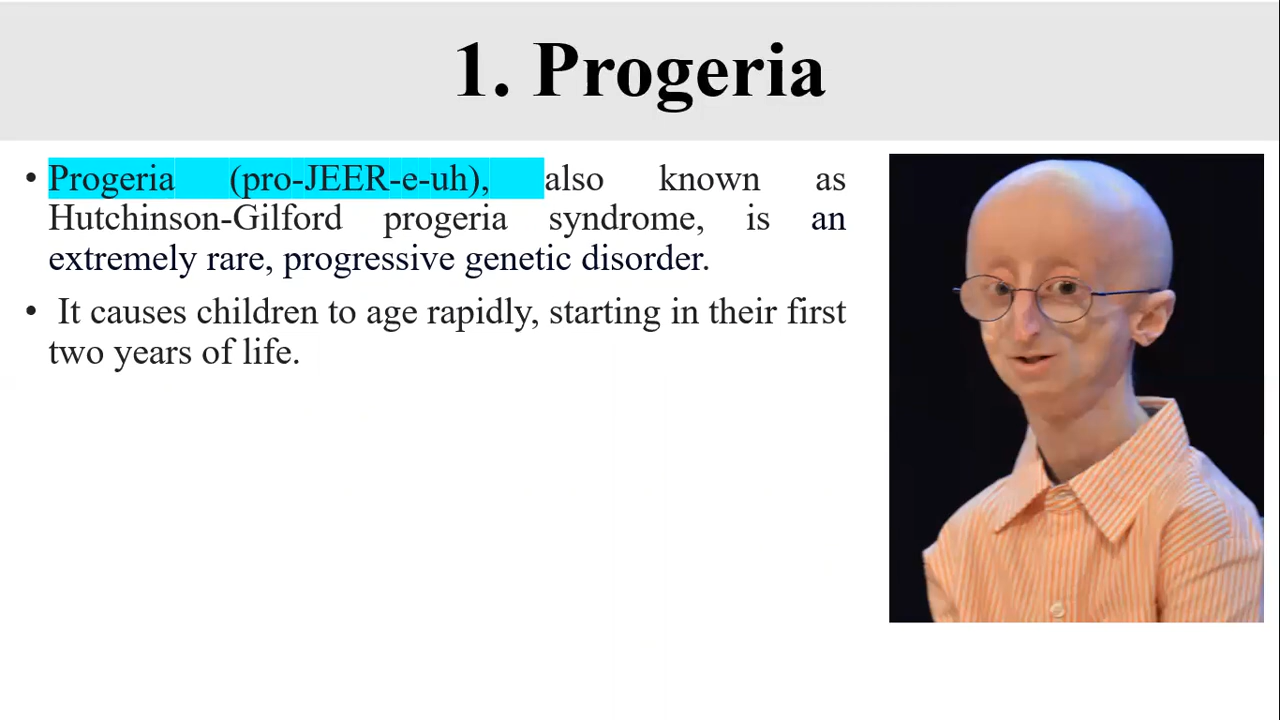 1. Progeria
• Progeria (pro-JEER-e-uh), also known as
Hutchinson-Gilford progeria syndrome, is an
extremely rare, progressive genetic disorder.
• It causes children to age rapidly, starting in their first
two years of life.